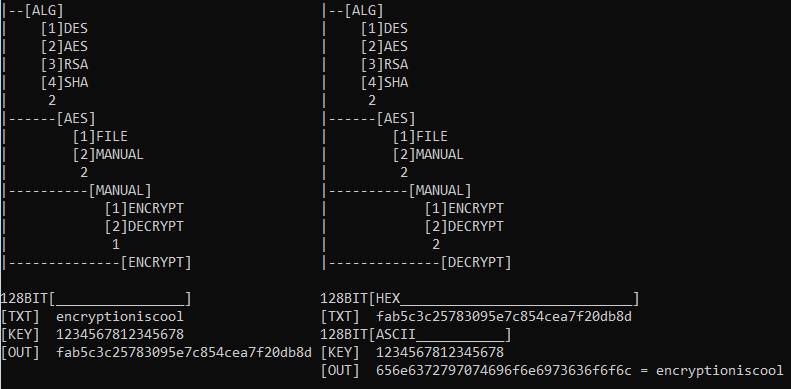 |--[ALG]
|    [1]DES
|    [2]AES
|    [3]RSA
|    [4]SHA
|     2
|------[AES]
|        [1]FILE
|        [2]MANUAL
|         2
|----------[MANUAL]
|            [1]ENCRYPT
|            [2]DECRYPT
|             1
|--------------[ENCRYPT]
128BIT[________________]
[TXT]  encryptioniscool
[KEY]  1234567812345678
[OUT]  fab5c3c25783095e7c854cea7f20db8d
|--[ALG]
|    [1]DES
|    [2]AES
|    [3]RSA
|    [4]SHA
|     2
|------[AES]
|        [1]FILE
|        [2]MANUAL
|         2
|----------[MANUAL]
|            [1]ENCRYPT
|            [2]DECRYPT
|             2
|--------------[DECRYPT]
128BIT[HEX_____________________________]
[TXT]  fab5c3c25783095e7c854cea7f20db8d
128BIT[ASCII___________]
[KEY]  1234567812345678
[OUT]  656e6372797074696f6e6973636f6f6c = encryptioniscool